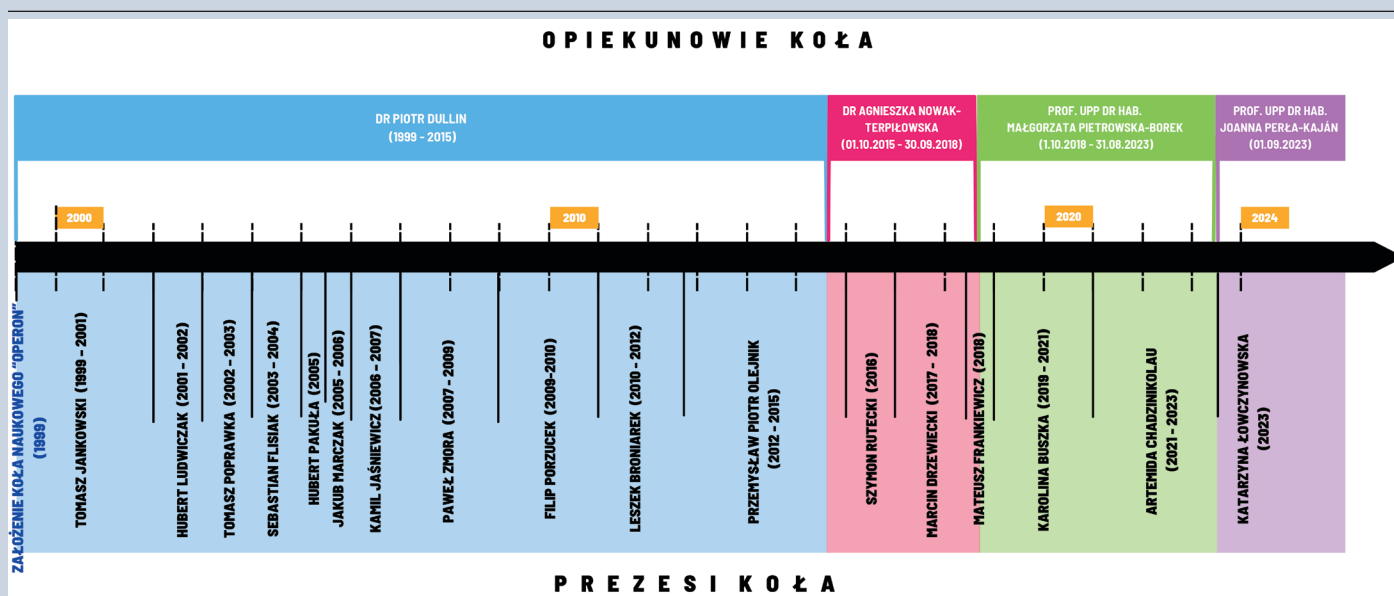 OPIEKUNOWIE KOŁA
DR PIOTR DULLIN
(1999 - 2015)
DR AGNIESZKA NOWAK-
TERPIŁOWSKA
(01.10.2015 - 30.09.2018)
PROF. UPP DR HAB.
MAŁGORZATA PIETROWSKA-BOREK
(1.10.2018 - 31.08.2023)
PROF. UPP DR HAB.
JOANNA PERŁA-KAJÁN
(01.09.2023)
2000
2010
2020
2024
ZAŁOŻENIE KOŁA NAUKOWEGO "OPERON"
(1999)
TOMASZ JANKOWSKI (1999 - 2001)
HUBERT LUDWICZAK (2001 - 2002)
TOMASZ POPRAWKA (2002 - 2003)
SEBASTIAN FLISIAK (2003 - 2004)
HUBERT PAKUŁA (2005)
JAKUB MARCZAK (2005 - 2006)
KAMIL JAŚNIEWICZ (2006 - 2007)
PAWEŁ ZMORA (2007 - 2009)
FILIP PORZUCEK (2009-2010)
LESZEK BRONIAREK (2010 - 2012)
PRZEMYSŁAW PIOTR OLEJNIK
(2012 - 2015)
SZYMON RUTECKI (2016)
MARCIN DRZEWIECKI (2017 - 2018)
MATEUSZ FRANKIEWICZ (2018)
KAROLINA BUSZKA (2019 - 2021)
ARTEMIDA CHADZINIKOLAU
(2021 - 2023)
KATARZYNA ŁOWCZYNOWSKA
(2023)
PREZESI KOŁA